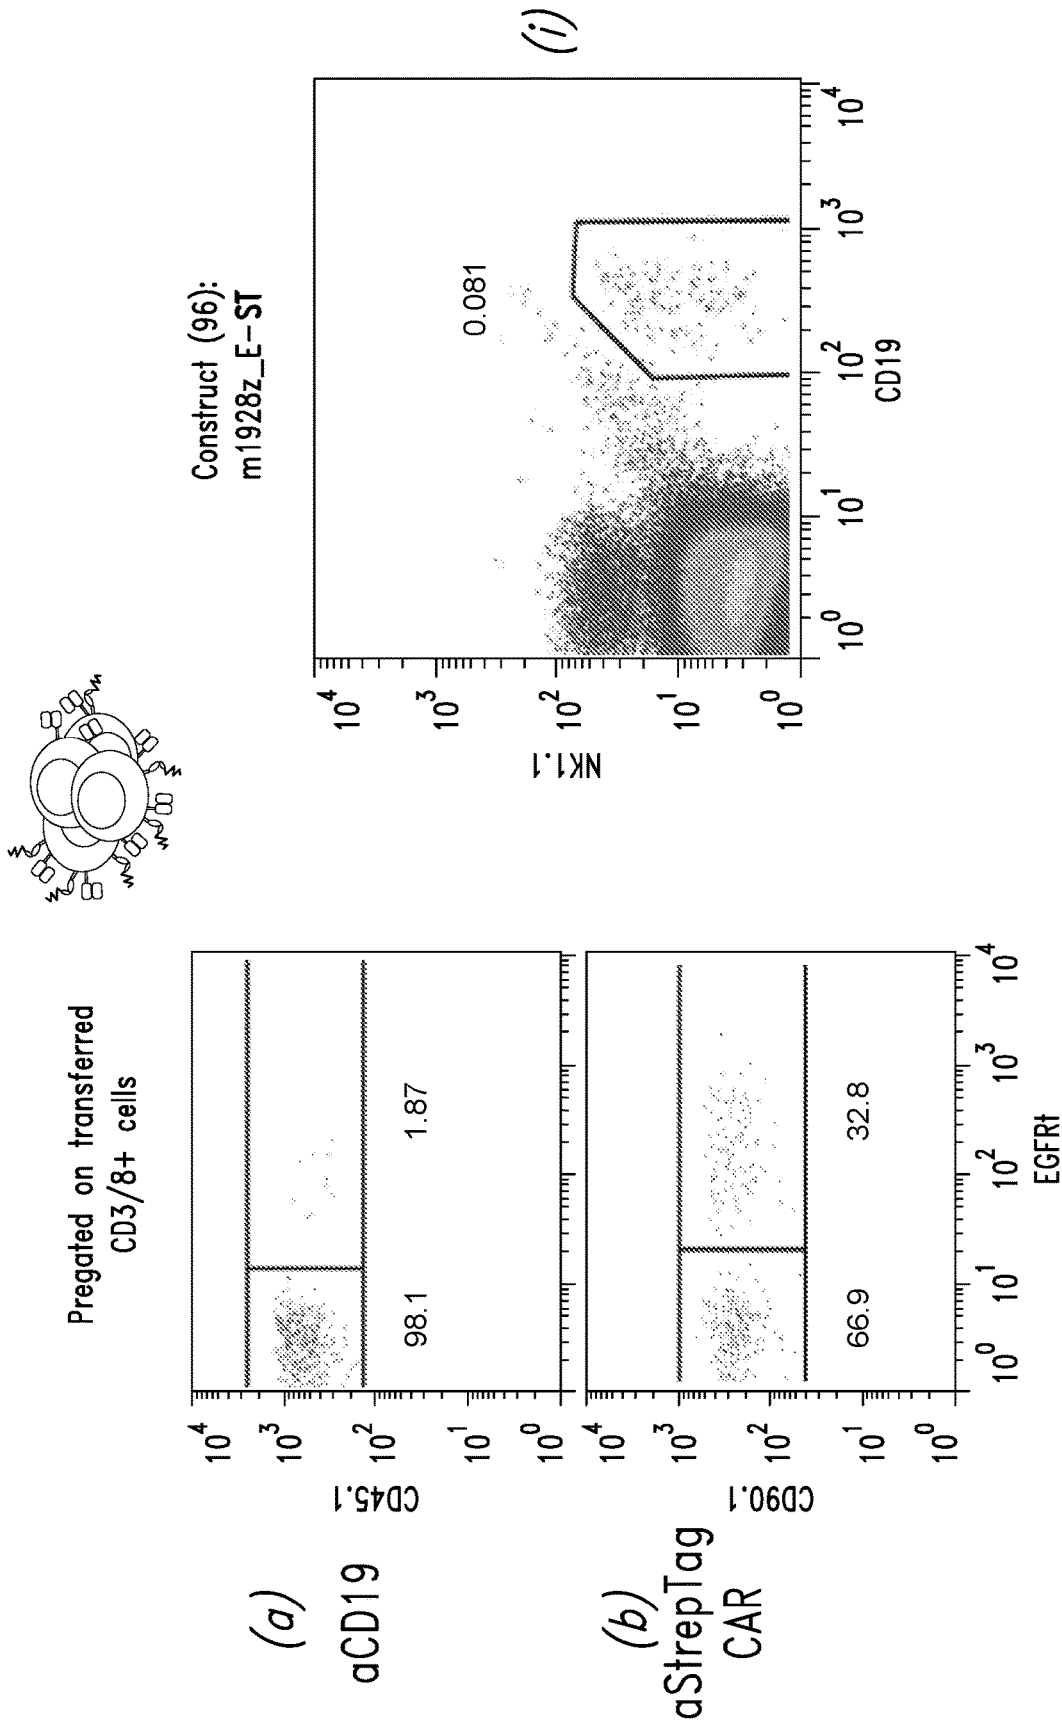 Pregated on transferred
CD3/8+ cells
(a)
aCD19
CD45.1
10^4
10^3
10^2
10^1
10^0
98.1
1.87
(b)
aStrepTag
CAR
CD90.1
10^4
10^3
10^2
10^1
10^0
66.9
32.8
10^0
10^1
10^2
10^3
10^4
EGFRt
Construct (96):
m1928z_E-ST
NK1.1
10^4
10^3
10^2
10^1
10^0
0.081
10^0
10^1
10^2
10^3
10^4
CD19
(i)